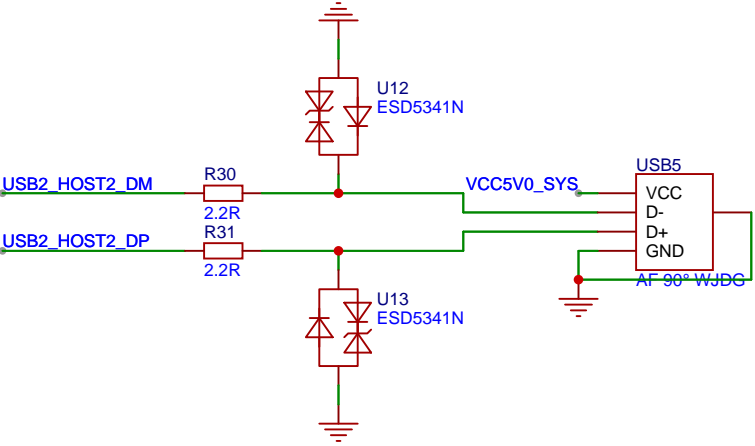 U12
ESD5341N
USB2_HOST2_DM
R30
2.2R
VCC5V0_SYS
USB5
VCC
D-
D+
GND
AF 90° WJDG
USB2_HOST2_DP
R31
2.2R
U13
ESD5341N